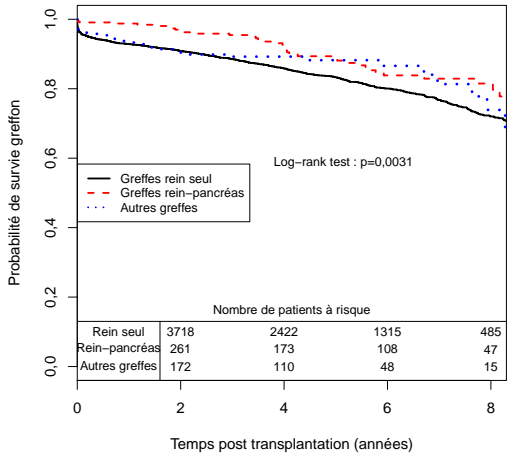 Probabilité de survie greffon
1,0
0,8
0,6
0,4
0,2
0,0
Log−rank test : p=0,0031
Greffes rein seul
Greffes rein−pancréas
Autres greffes
Nombre de patients à risque
Rein seul 3718 2422 1315 485
Rein−pancréas 261 173 108 47
Autres greffes 172 110 48 15
0 2 4 6 8
Temps post transplantation (années)